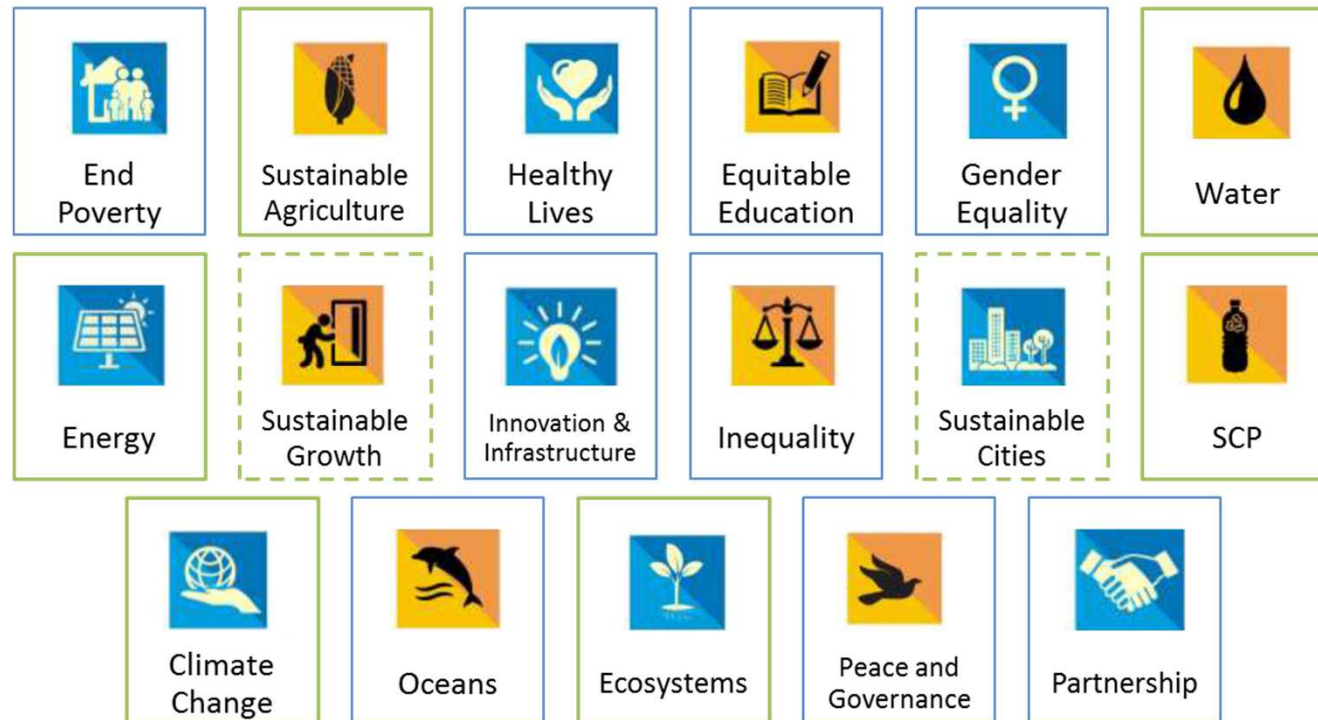 End
Poverty
Sustainable
Agriculture
Healthy
Lives
Equitable
Education
Gender
Equality
Water
Energy
Sustainable
Growth
Innovation &
Infrastructure
Inequality
Sustainable
Cities
SCP
Climate
Change
Oceans
Ecosystems
Peace and
Governance
Partnership